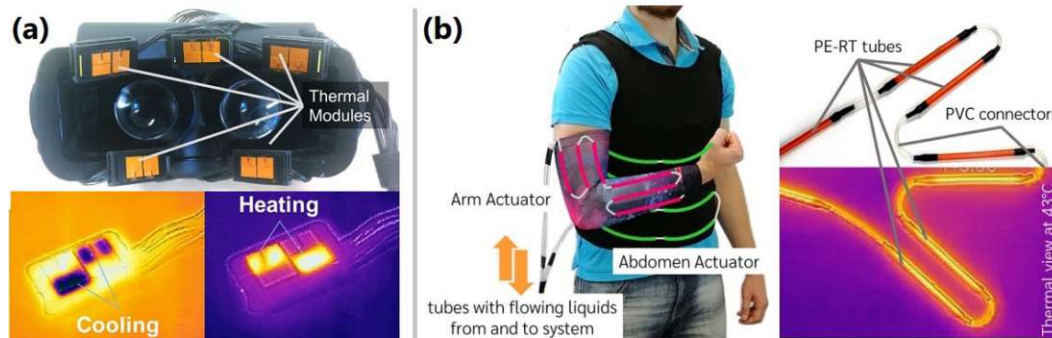 (a)
Thermal
Modules
Heating
Cooling
(b)
Arm Actuator
Abdomen Actuator
tubes with flowing liquids
from and to system
PE-RT tubes
PVC connector
Thermal view at 43°C